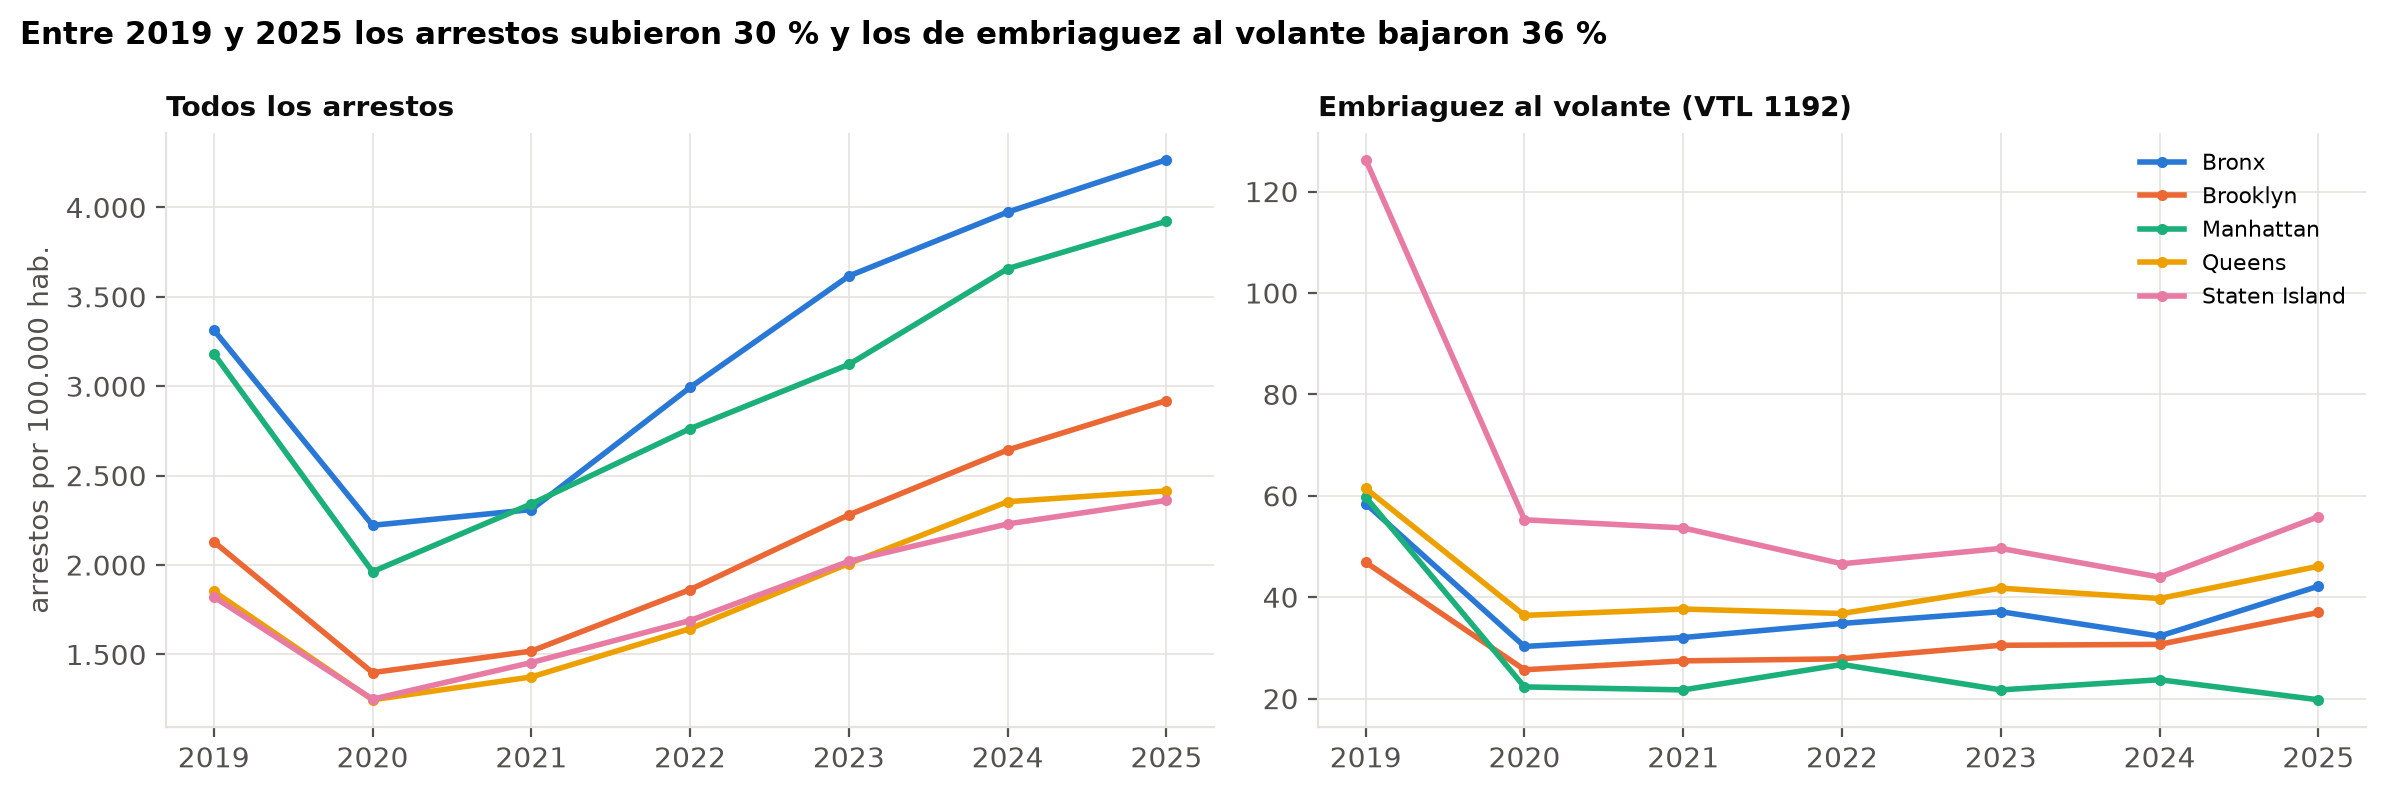 Entre 2019 y 2025 los arrestos subieron 30 % y los de embriaguez al volante bajaron 36 %
Todos los arrestos
arrestos por 100.000 hab.
4.000
3.500
3.000
2.500
2.000
1.500
2019 2020 2021 2022 2023 2024 2025
Embriaguez al volante (VTL 1192)
120
100
80
60
40
20
Bronx
Brooklyn
Manhattan
Queens
Staten Island
2019 2020 2021 2022 2023 2024 2025